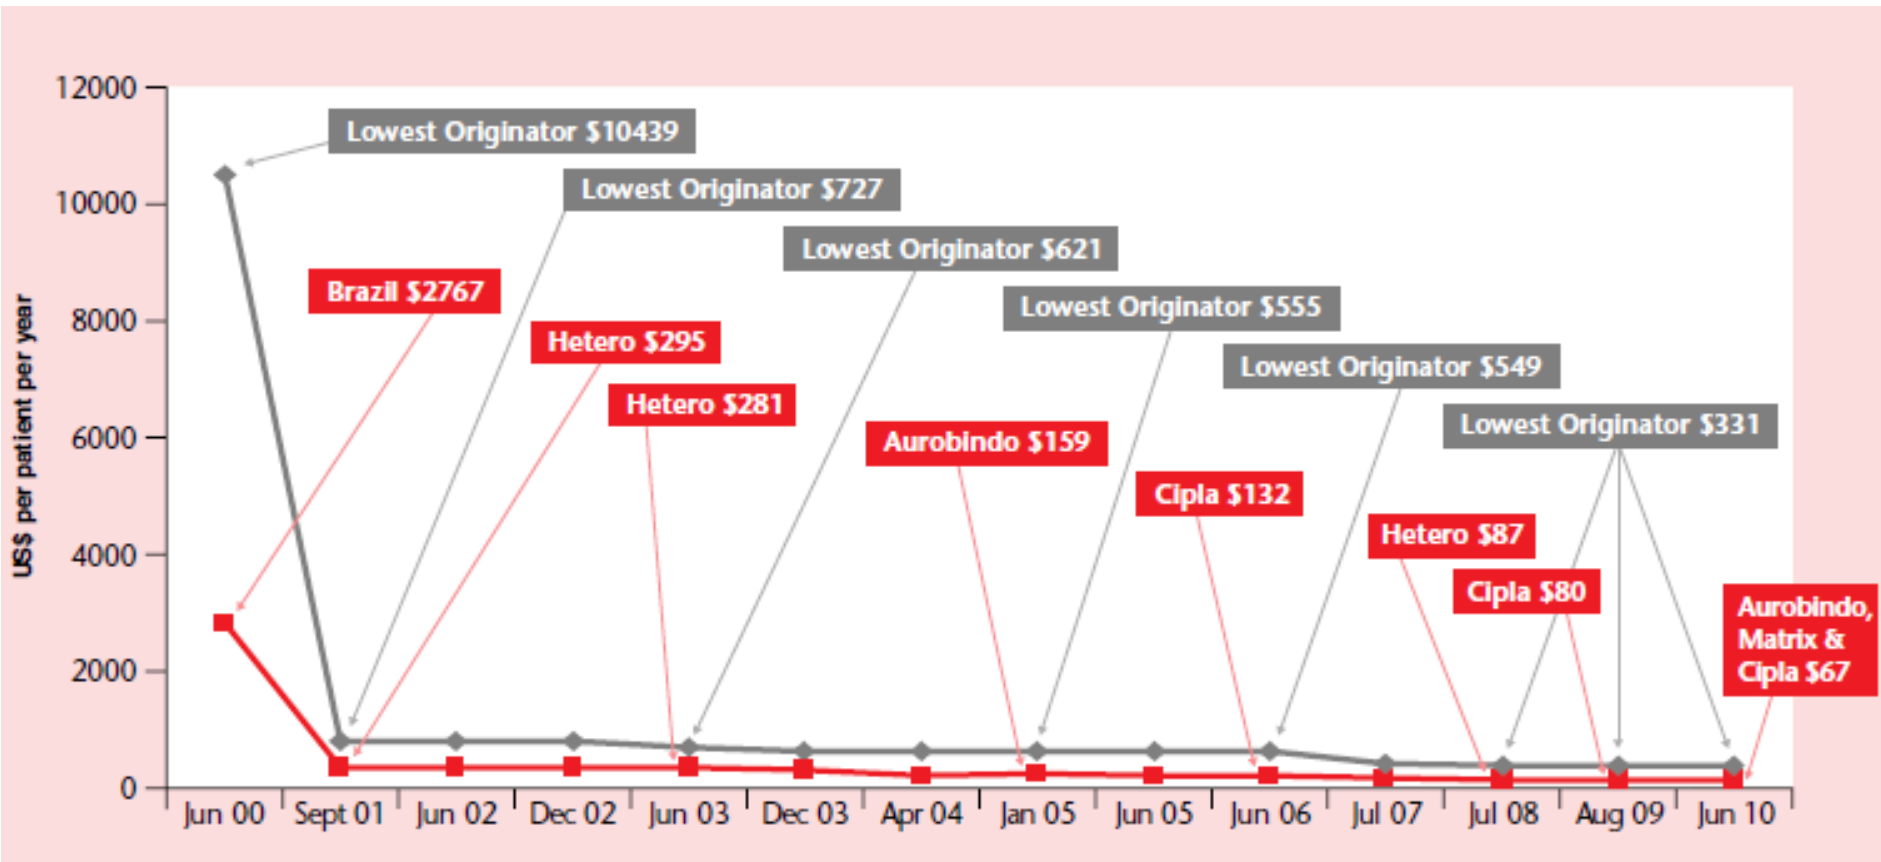 12000
10000
8000
6000
4000
2000
0
US$ per patient per year
Lowest Originator $10439
Lowest Originator $727
Lowest Originator $621
Brazil $2767
Lowest Originator $555
Hetero $295
Lowest Originator $549
Hetero $281
Lowest Originator $331
Aurobindo $159
Cipla $132
Hetero $87
Cipla $80
Aurobindo,
Matrix &
Cipla $67
Jun 00 Sept 01 Jun 02 Dec 02 Jun 03 Dec 03 Apr 04 Jan 05 Jun 05 Jun 06 Jul 07 Jul 08 Aug 09 Jun 10